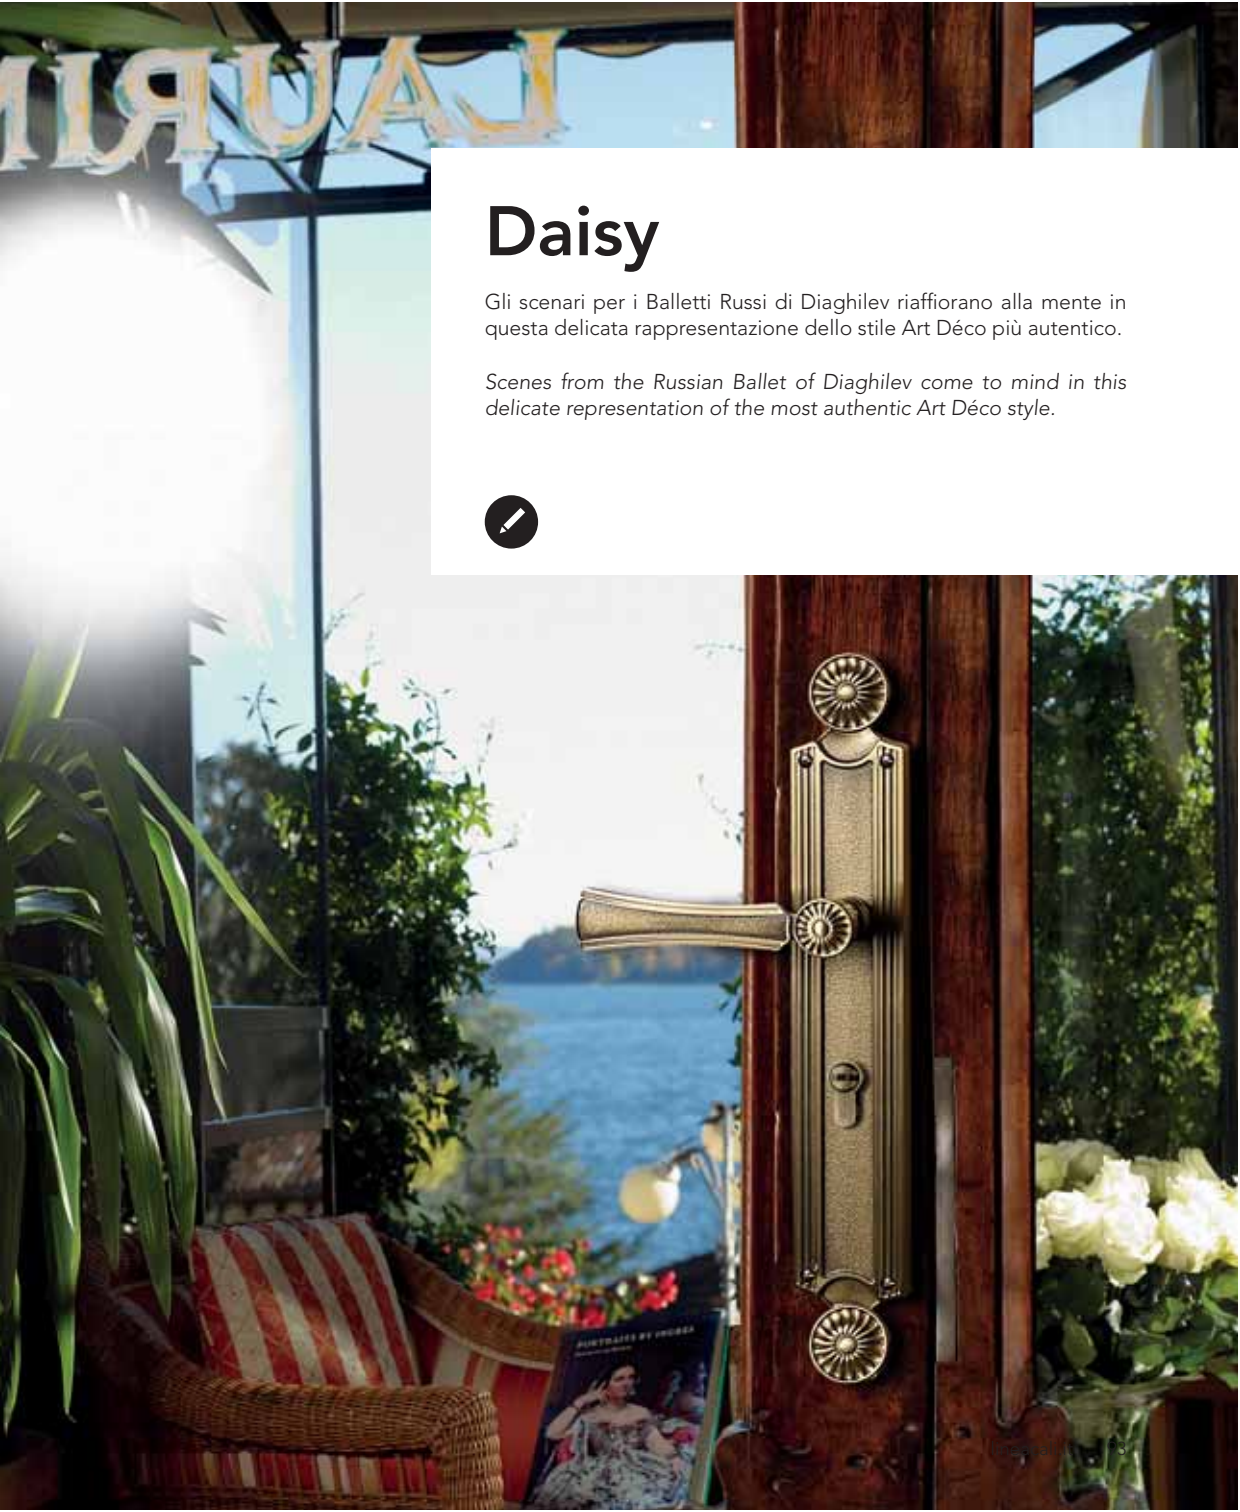 LAURIN
Daisy
Gli scenari per i Balletti Russi di Diaghilev riaffiorano alla mente in
questa delicata rappresentazione dello stile Art Déco più autentico.
Scenes from the Russian Ballet of Diaghilev come to mind in this
delicate representation of the most authentic Art Déco style.
PORTRAITS BY INGRES